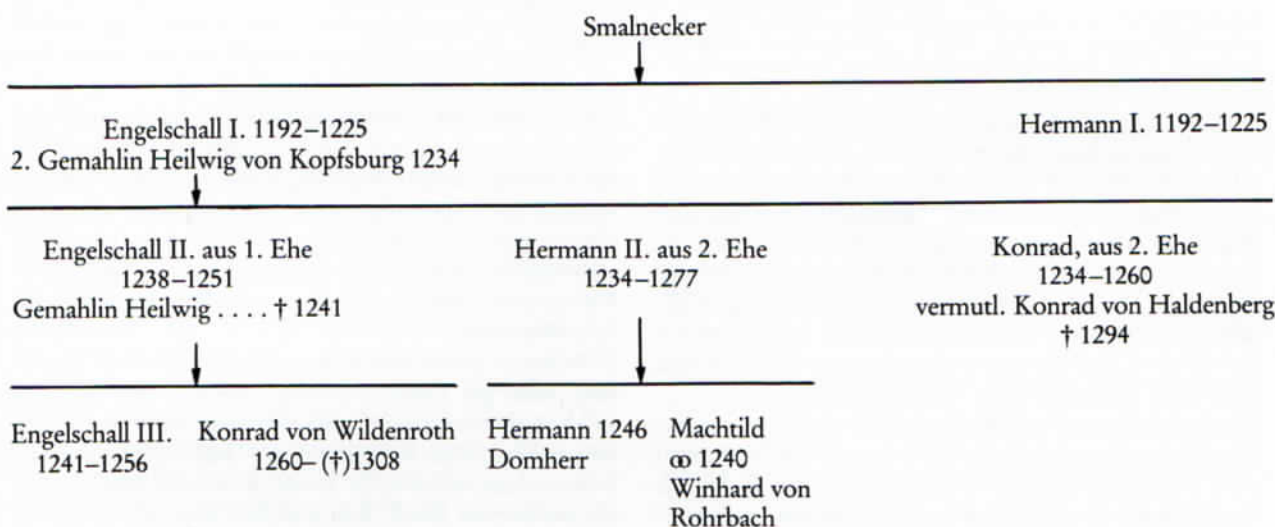 Smalnecker
Engelschall I. 1192–1225
2. Gemahlin Heilwig von Kopfsburg 1234
Hermann I. 1192–1225
Engelschall II. aus 1. Ehe
1238–1251
Gemahlin Heilwig . . . . † 1241
Hermann II. aus 2. Ehe
1234–1277
Konrad, aus 2. Ehe
1234–1260
vermutl. Konrad von Haldenberg
† 1294
Engelschall III.
1241–1256
Konrad von Wildenroth
1260– (†)1308
Hermann 1246
Domherr
Machtild
ꝏ 1240
Winhard von
Rohrbach